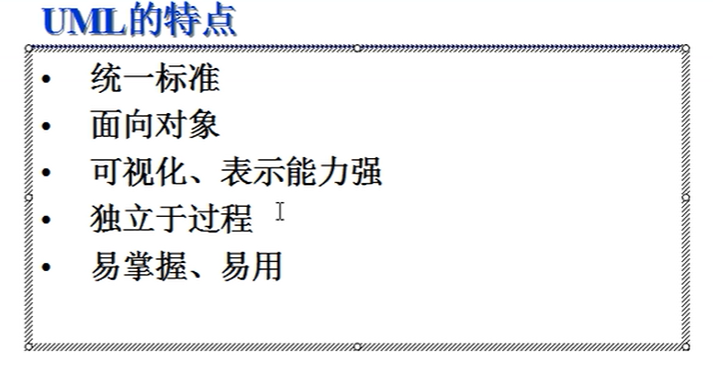 UML的特点
• 统一标准
• 面向对象
• 可视化、表示能力强
• 独立于过程
• 易掌握、易用